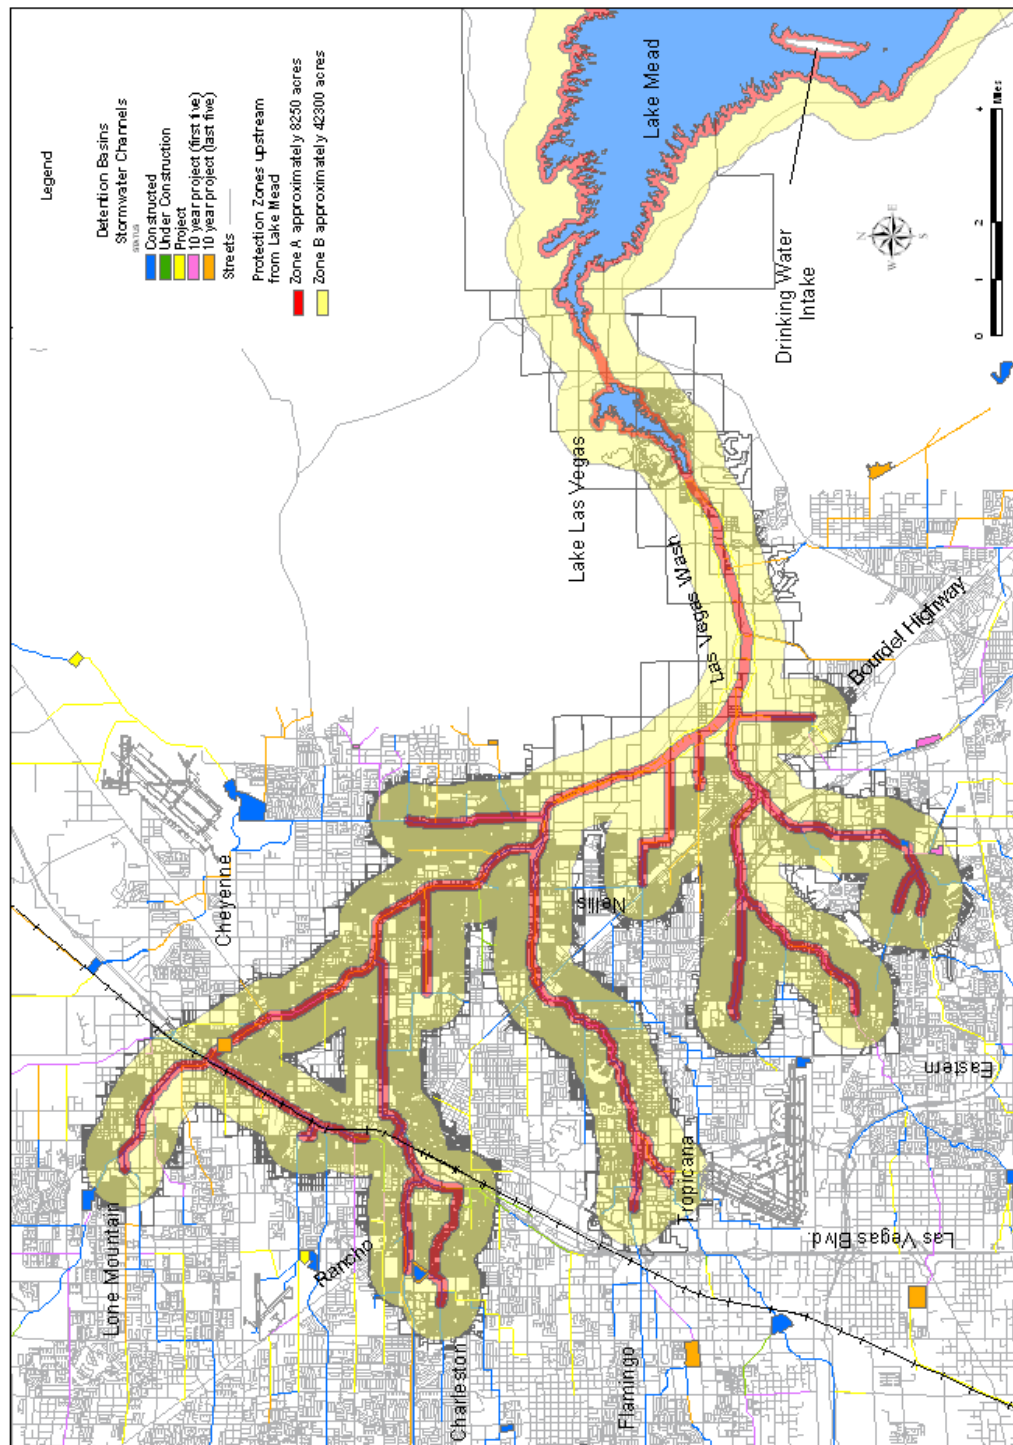 Legend
Detention Basins
Stormwater Channels
STATUS
Constructed
Under Construction
Project
10 year project (first five)
10 year project (last five)
Streets
Protection Zones upstream
from Lake Mead
Zone A approximately 8250 acres
Zone B approximately 42300 acres
Lake Mead
Drinking Water
Intake
N
E
S
W
0
1
2
4
Miles
Lake Las Vegas
Las Vegas Wash
Bourdel Highway
Cheyenne
Nellis
Lone Mountain
Rancho
Charleston
Flamingo
Tropicana
Eastern
Las Vegas Blvd.